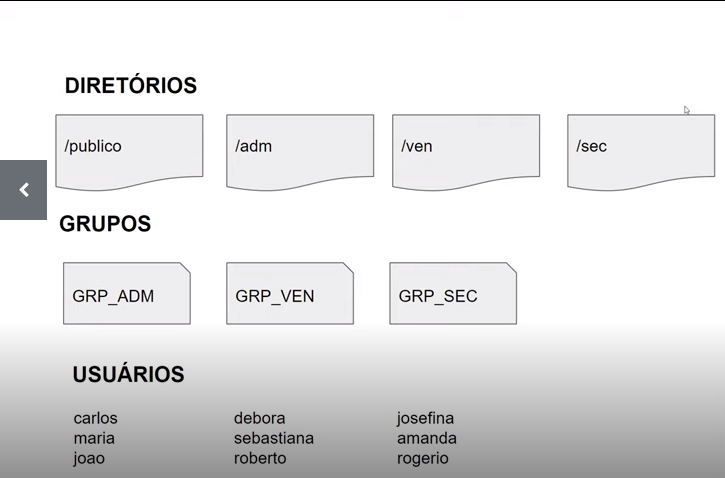 DIRETÓRIOS
/publico
/adm
/ven
/sec
GRUPOS
GRP_ADM
GRP_VEN
GRP_SEC
USUÁRIOS
carlos
maria
joao
debora
sebastiana
roberto
josefina
amanda
rogerio